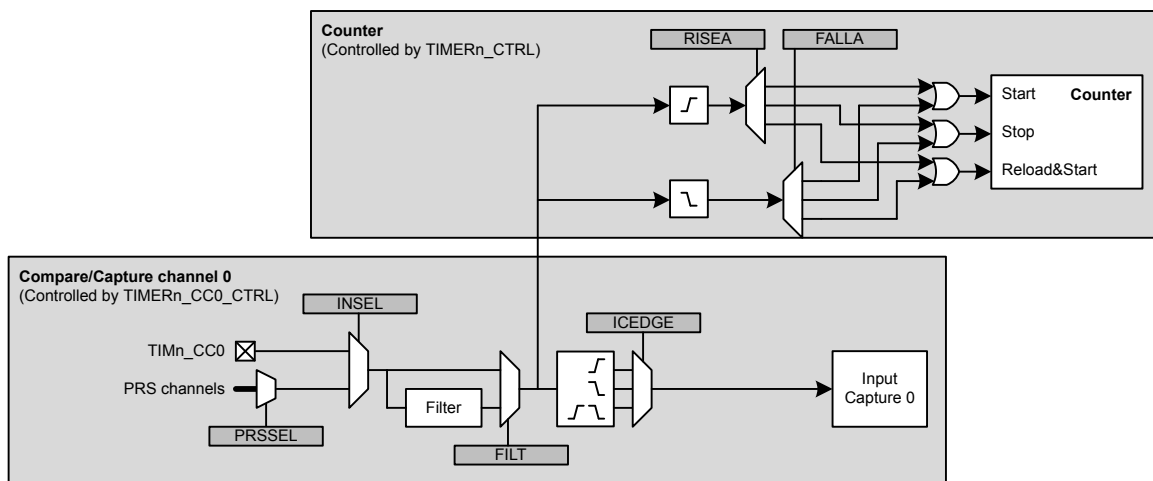 Counter
(Controlled by TIMERn_CTRL)
RISEA
FALLA
Start
Counter
Stop
Reload&Start
Compare/Capture channel 0
(Controlled by TIMERn_CC0_CTRL)
INSEL
ICEDGE
TIMn_CC0
PRS channels
Filter
Input
Capture 0
PRSSEL
FILT